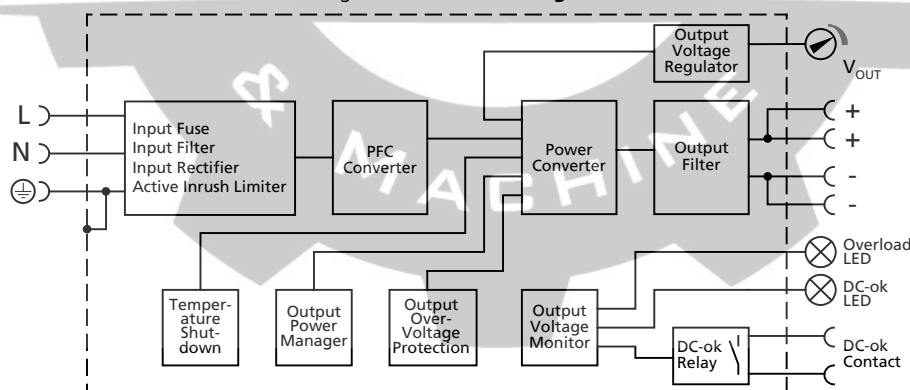 Output
Voltage
Regulator
V_OUT
L
N
Input Fuse
Input Filter
Input Rectifier
Active Inrush Limiter
PFC
Converter
Power
Converter
Output
Filter
+
+
-
-
& MACHINE
Overload
LED
DC-ok
LED
Temper-
ature
Shut-
down
Output
Power
Manager
Output
Over-
Voltage
Protection
Output
Voltage
Monitor
DC-ok
Relay
DC-ok
Contact